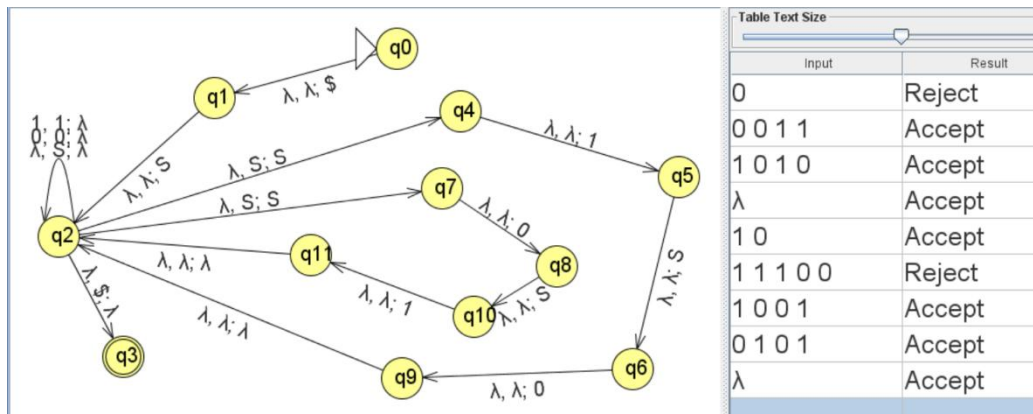 q0
λ, λ; $
q1
1, 1; λ
0, 0; λ
λ, S; λ
λ, λ; S
λ, S; S
q4
λ, λ; 1
q5
λ, S; S
q7
λ, λ; 0
q2
λ, λ; λ
q11
q8
λ, λ; S
λ, λ; 1
q10
λ, λ; S
λ, $; λ
q3
λ, λ; λ
q9
λ, λ; 0
q6
Table Text Size
Input Result
0 Reject
0 0 1 1 Accept
1 0 1 0 Accept
λ Accept
1 0 Accept
1 1 1 0 0 Reject
1 0 0 1 Accept
0 1 0 1 Accept
λ Accept